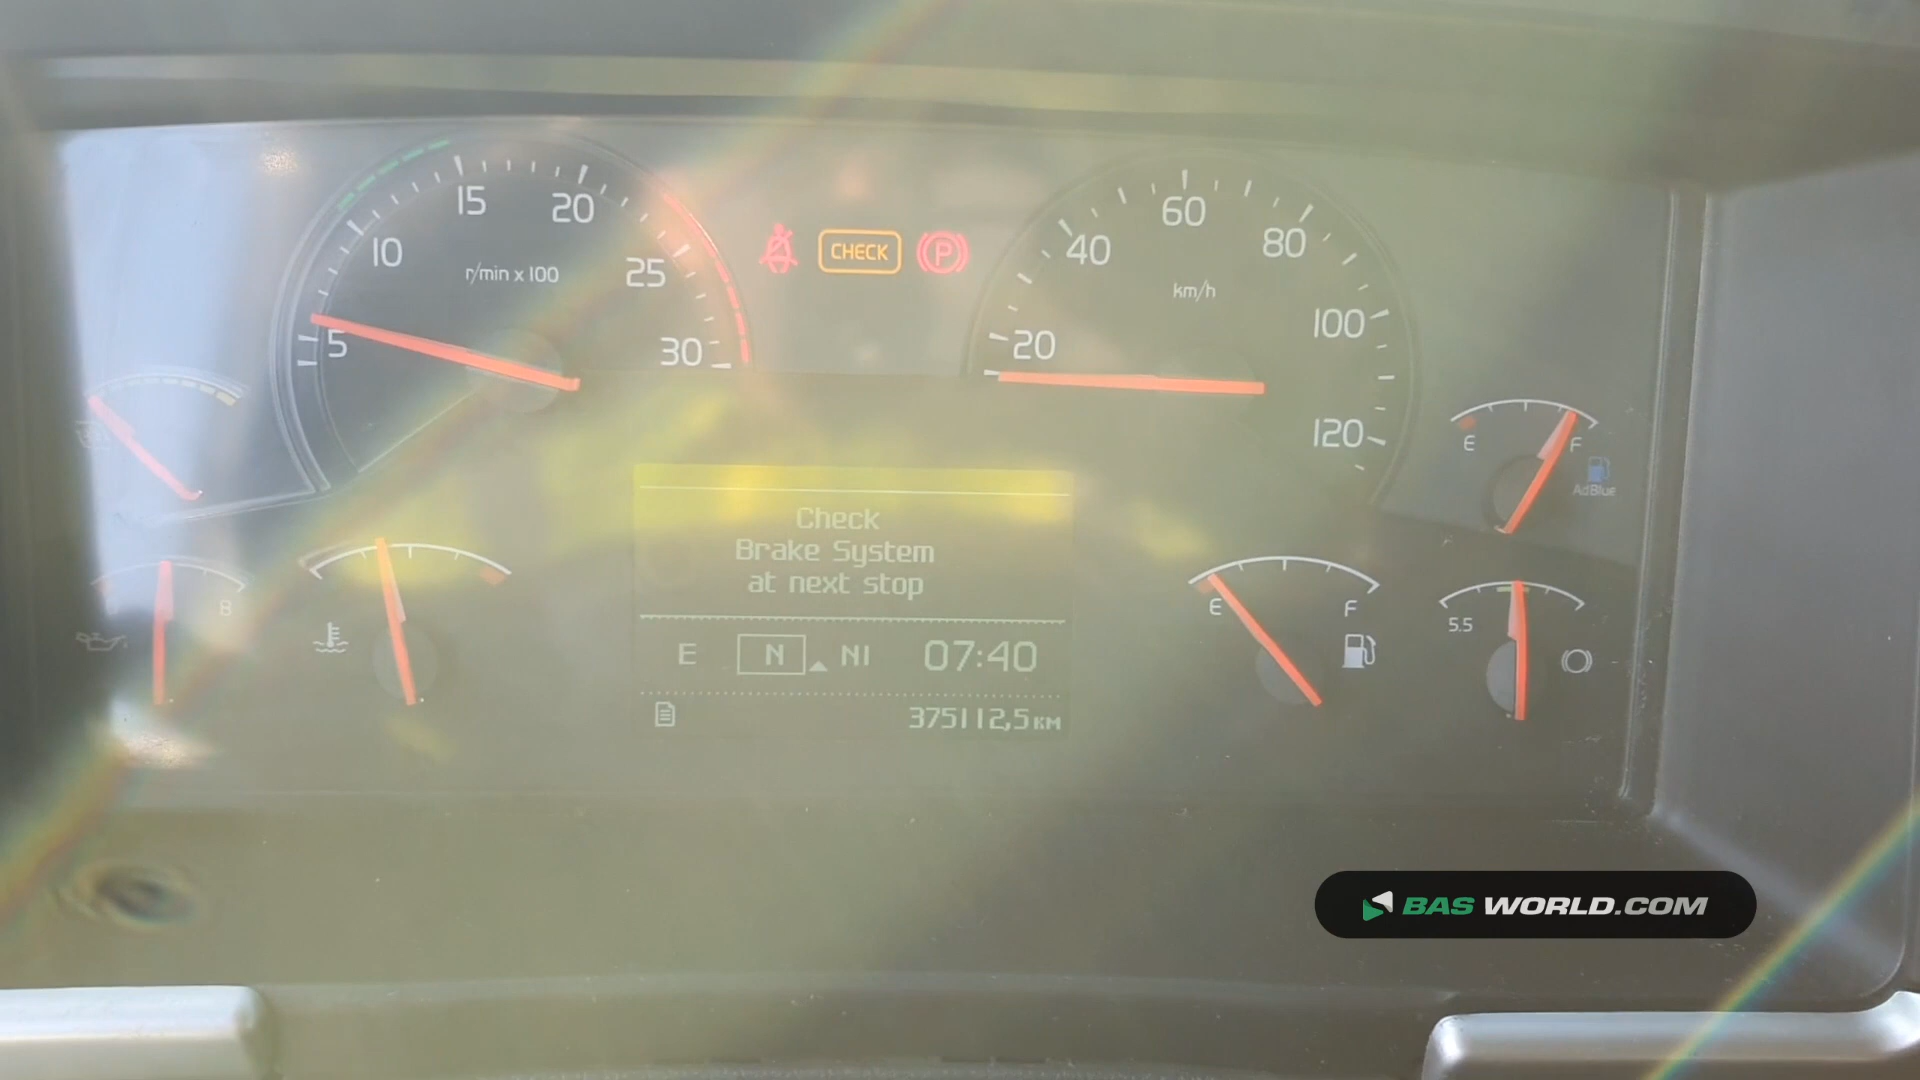 15
20
10
25
5
30
r/min x 100
CHECK
P
60
40
80
km/h
100
20
120
E
F
AdBlue
Check
Brake System
at next stop
8
E
F
5.5
E N N1 07:40
375112,5 KM
BAS WORLD.COM